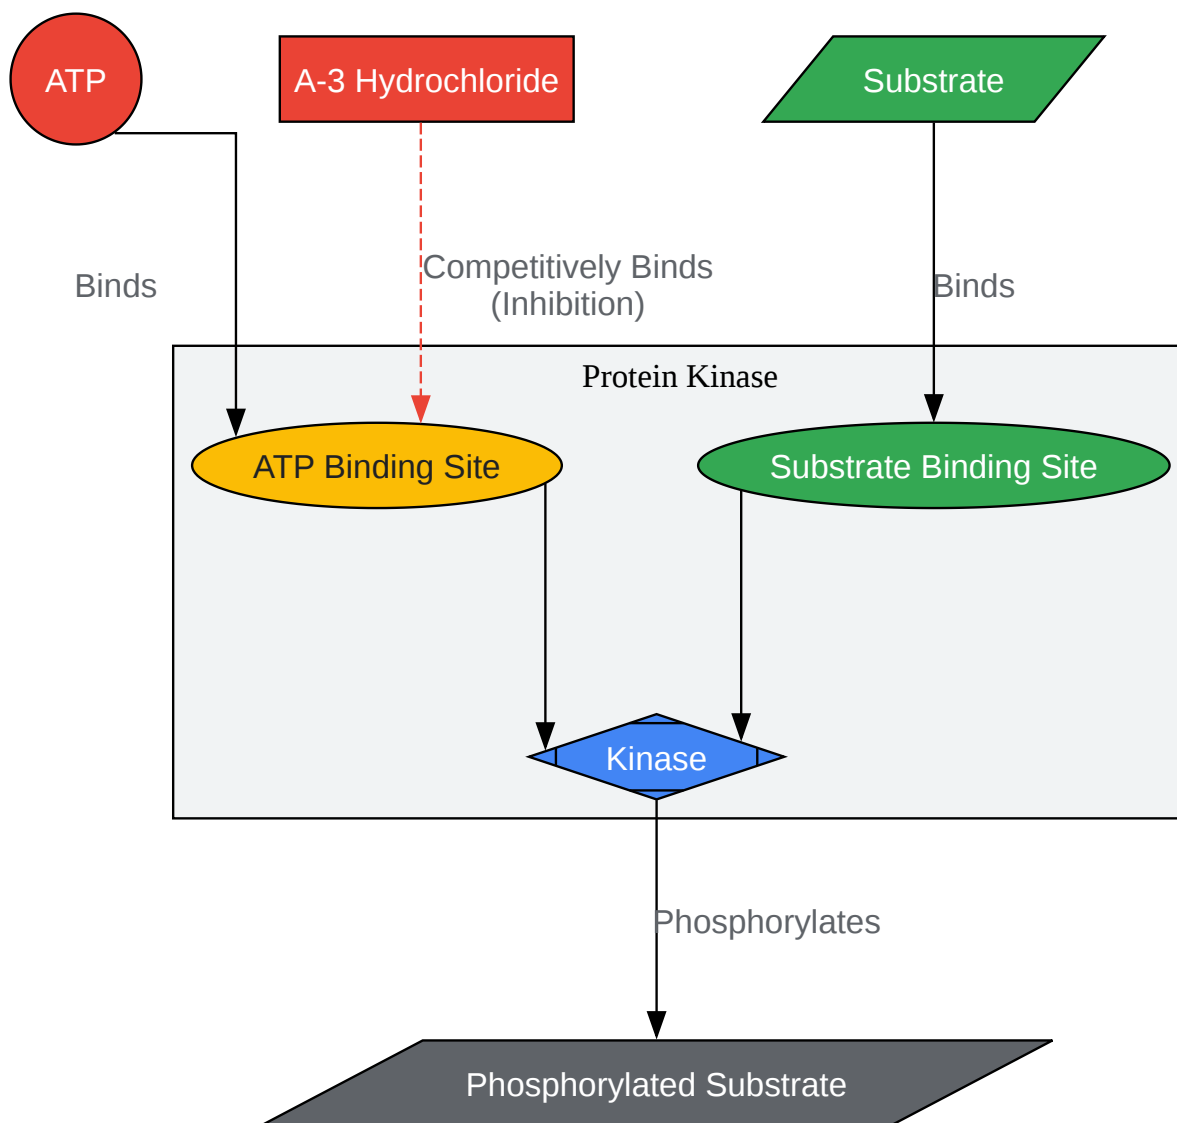 ATP
A-3 Hydrochloride
Substrate
Binds
Competitively Binds
(Inhibition)
Binds
Protein Kinase
ATP Binding Site
Substrate Binding Site
Kinase
Phosphorylates
Phosphorylated Substrate